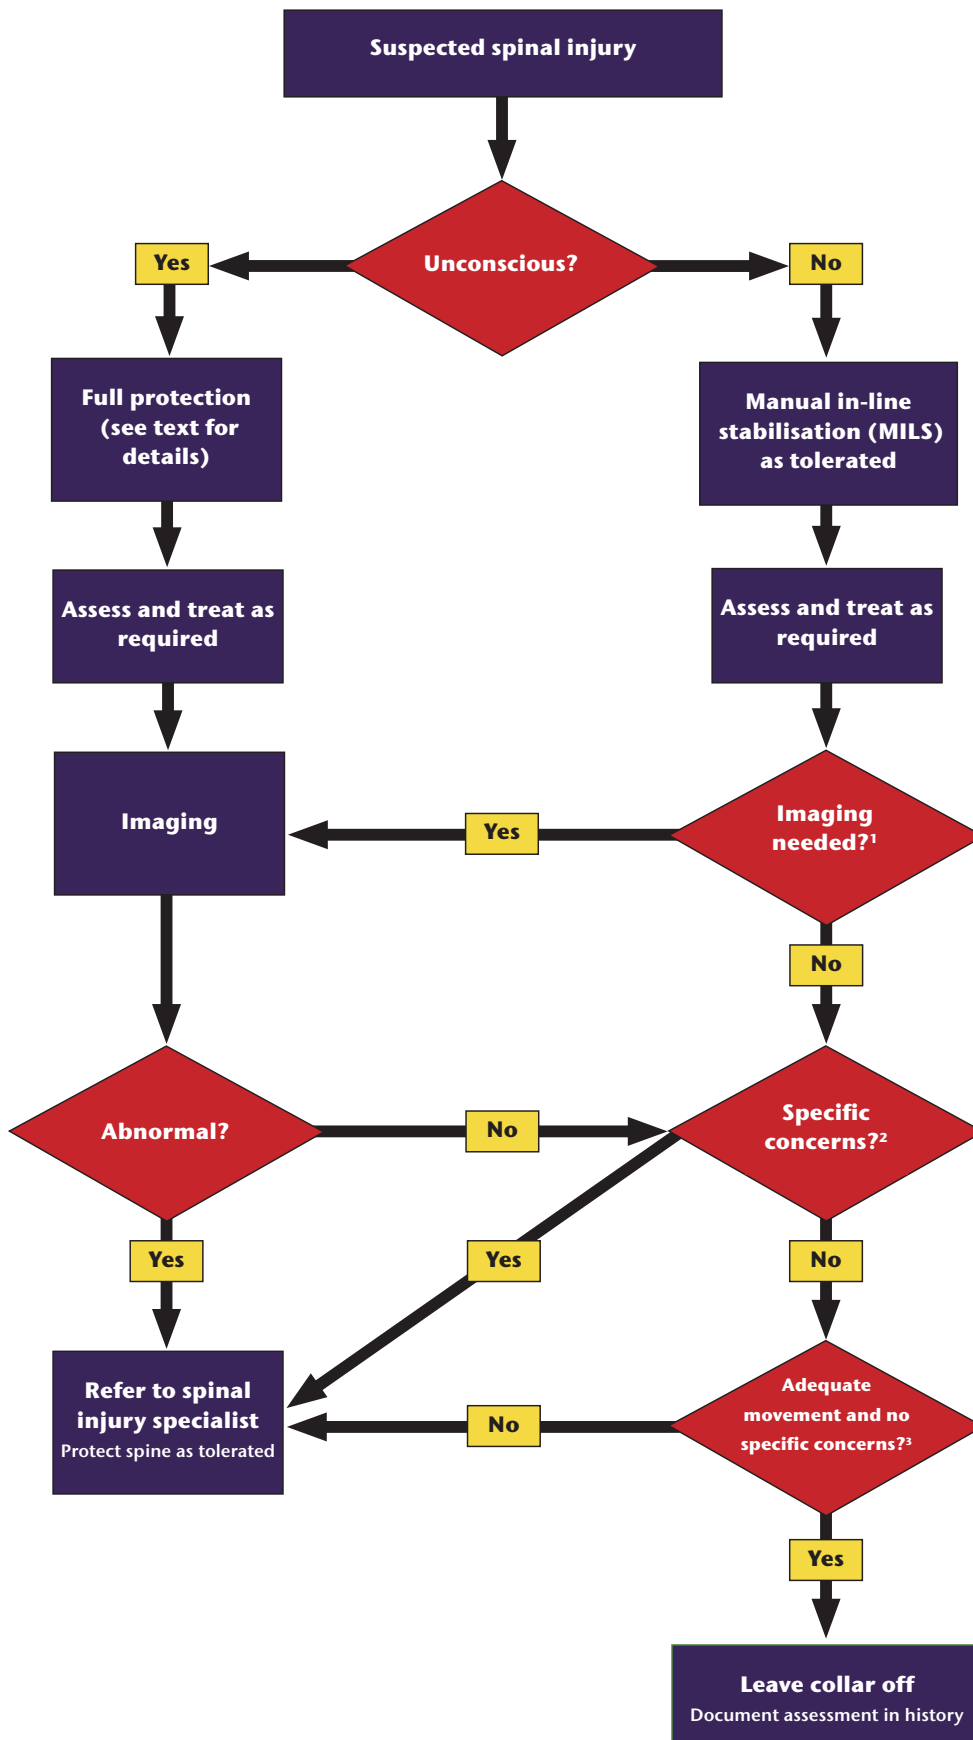 Suspected spinal injury
Unconscious?
Yes
No
Full protection
(see text for
details)
Manual in-line
stabilisation (MILS)
as tolerated
Assess and treat as
required
Assess and treat as
required
Imaging
Yes
Imaging
needed?¹
No
Abnormal?
No
Specific
concerns?²
Yes
Yes
No
Refer to spinal
injury specialist
Protect spine as tolerated
No
Adequate
movement and no
specific concerns?³
Yes
Leave collar off
Document assessment in history